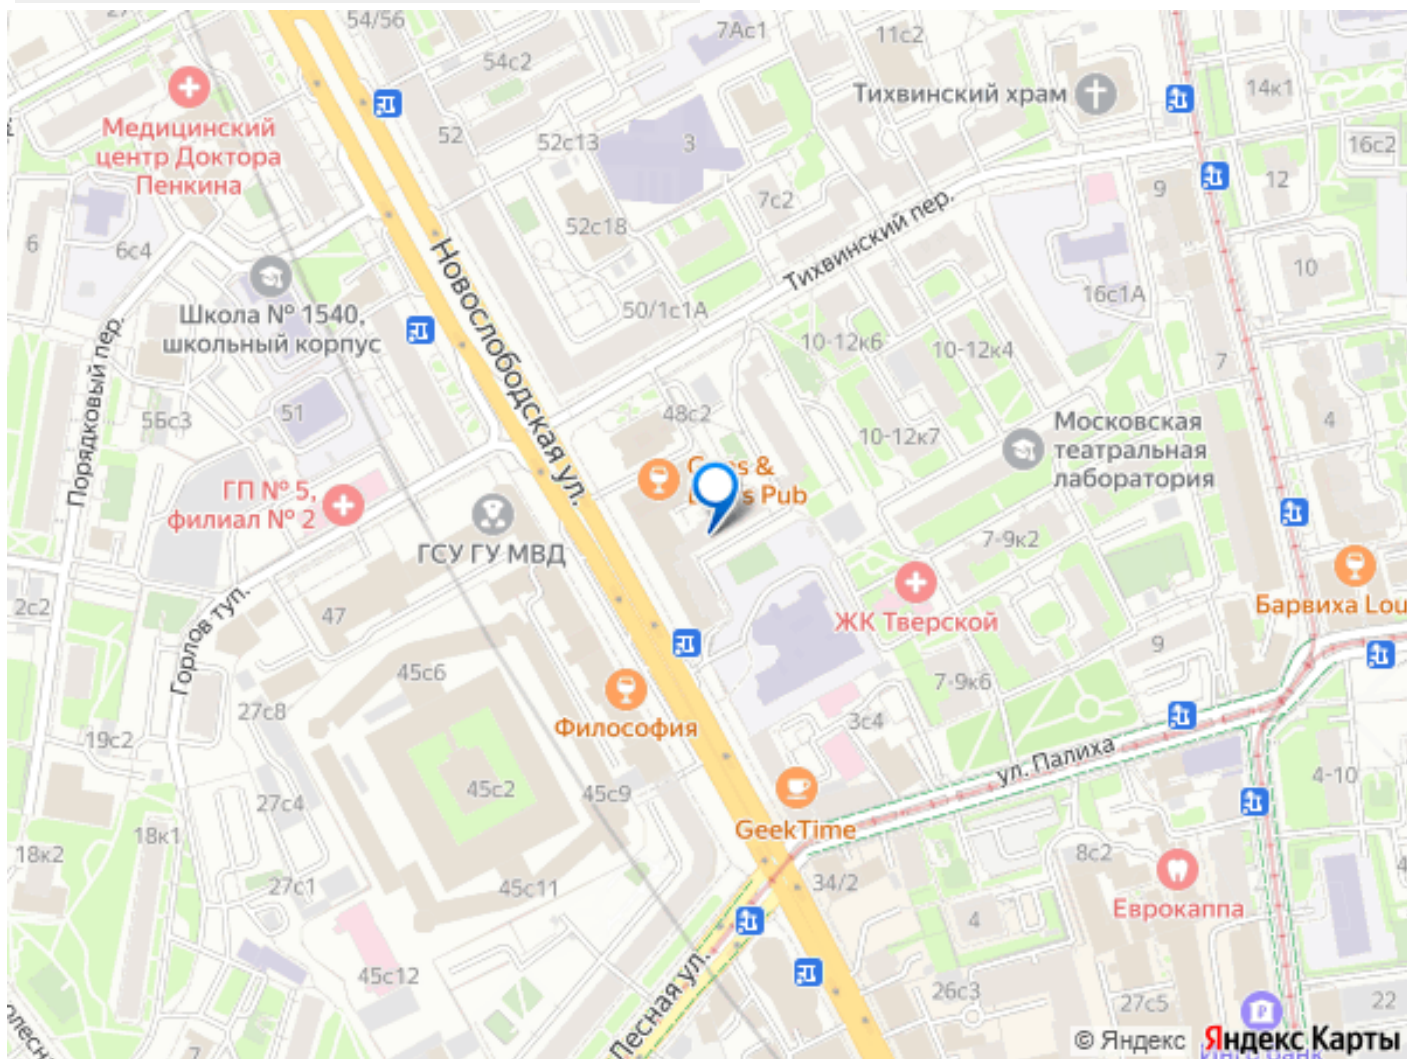 54/56
7Ас1
11с2
54с2
Тихвинский храм
14к1
Медицинский
центр Доктора
Пенкина
52
52с13
3
16с2
9
12
7с2
Тихвинский пер.
6
6с4
52с18
10
Новослободская ул.
Школа № 1540,
школьный корпус
50/1с1А
16с1А
10-12к6
10-12к4
7
Порядковый пер.
5Бс3
51
48с2
10-12к7
Московская
театральная
лаборатория
4
ГП № 5,
филиал № 2
& Pub
ГСУ ГУ МВД
7-9к2
2с2
Горлов туп.
47
ЖК Тверской
Барвиха Lou
45с6
9
27с8
7-9к6
Философия
3с4
19с2
ул. Палиха
45с2
45с9
4-10
27с4
GeekTime
18к1
18к2
8с2
27с1
45с11
34/2
Еврокаппа
4
45с12
Лесная ул.
26с3
27с5
22
7
© Яндекс Яндекс Карты